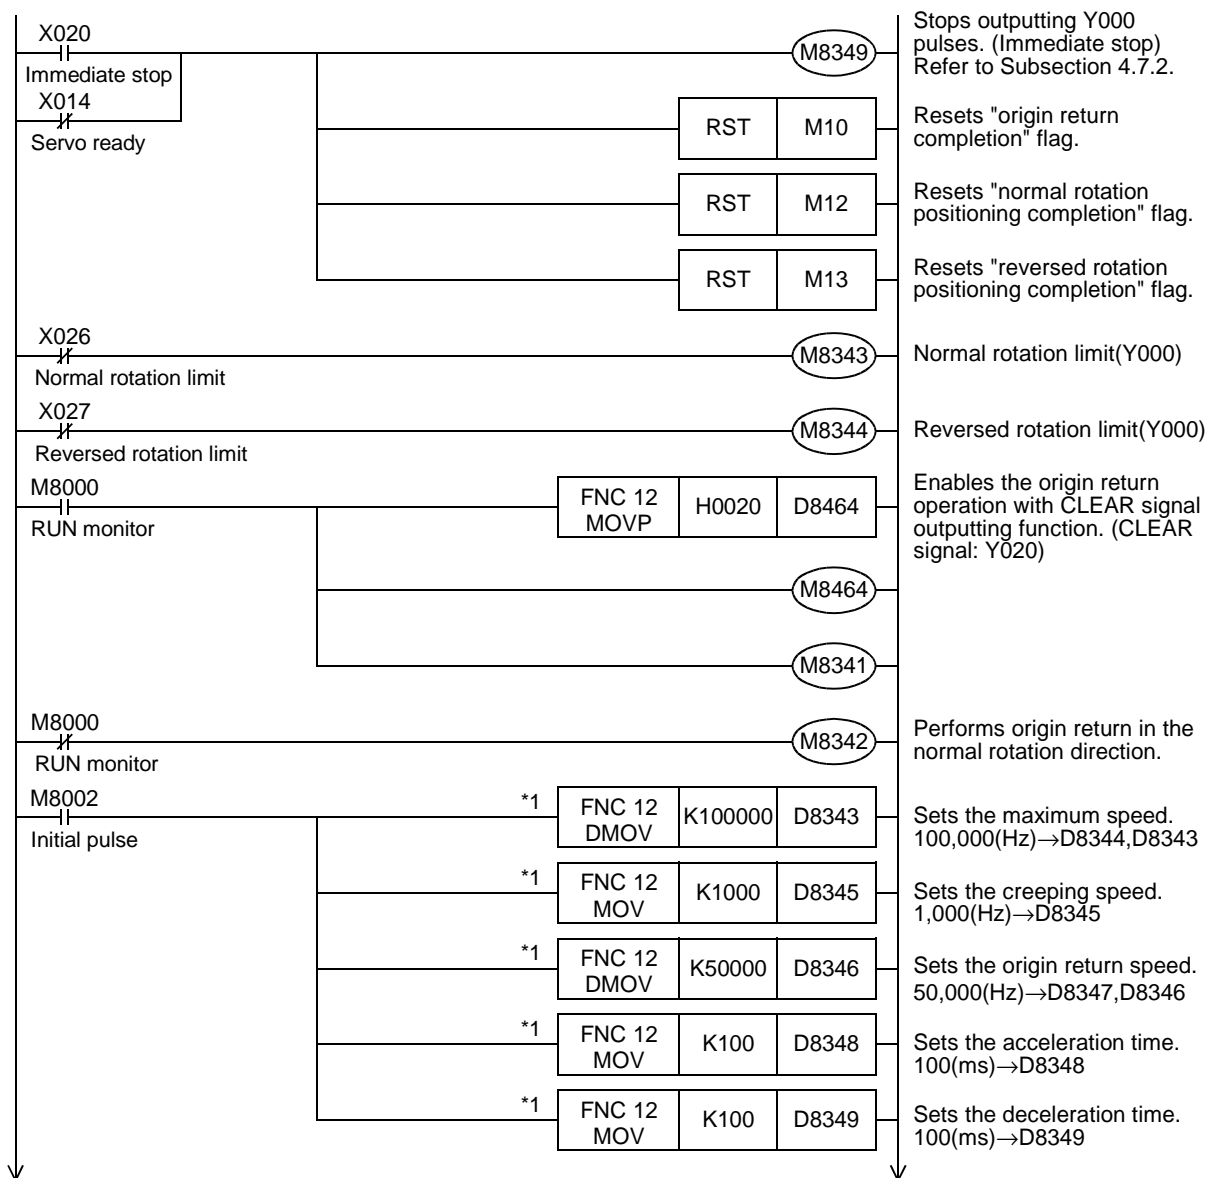 X020
Immediate stop
X014
Servo ready
M8349
Stops outputting Y000
pulses. (Immediate stop)
Refer to Subsection 4.7.2.
RST M10
Resets "origin return
completion" flag.
RST M12
Resets "normal rotation
positioning completion" flag.
RST M13
Resets "reversed rotation
positioning completion" flag.
X026
Normal rotation limit
M8343
Normal rotation limit(Y000)
X027
Reversed rotation limit
M8344
Reversed rotation limit(Y000)
M8000
RUN monitor
FNC 12
MOVP
H0020 D8464
Enables the origin return
operation with CLEAR signal
outputting function. (CLEAR
signal: Y020)
M8464
M8341
M8000
RUN monitor
M8342
Performs origin return in the
normal rotation direction.
M8002
Initial pulse
*1
FNC 12
DMOV
K100000 D8343
Sets the maximum speed.
100,000(Hz)→D8344,D8343
*1
FNC 12
MOV
K1000 D8345
Sets the creeping speed.
1,000(Hz)→D8345
*1
FNC 12
DMOV
K50000 D8346
Sets the origin return speed.
50,000(Hz)→D8347,D8346
*1
FNC 12
MOV
K100 D8348
Sets the acceleration time.
100(ms)→D8348
*1
FNC 12
MOV
K100 D8349
Sets the deceleration time.
100(ms)→D8349